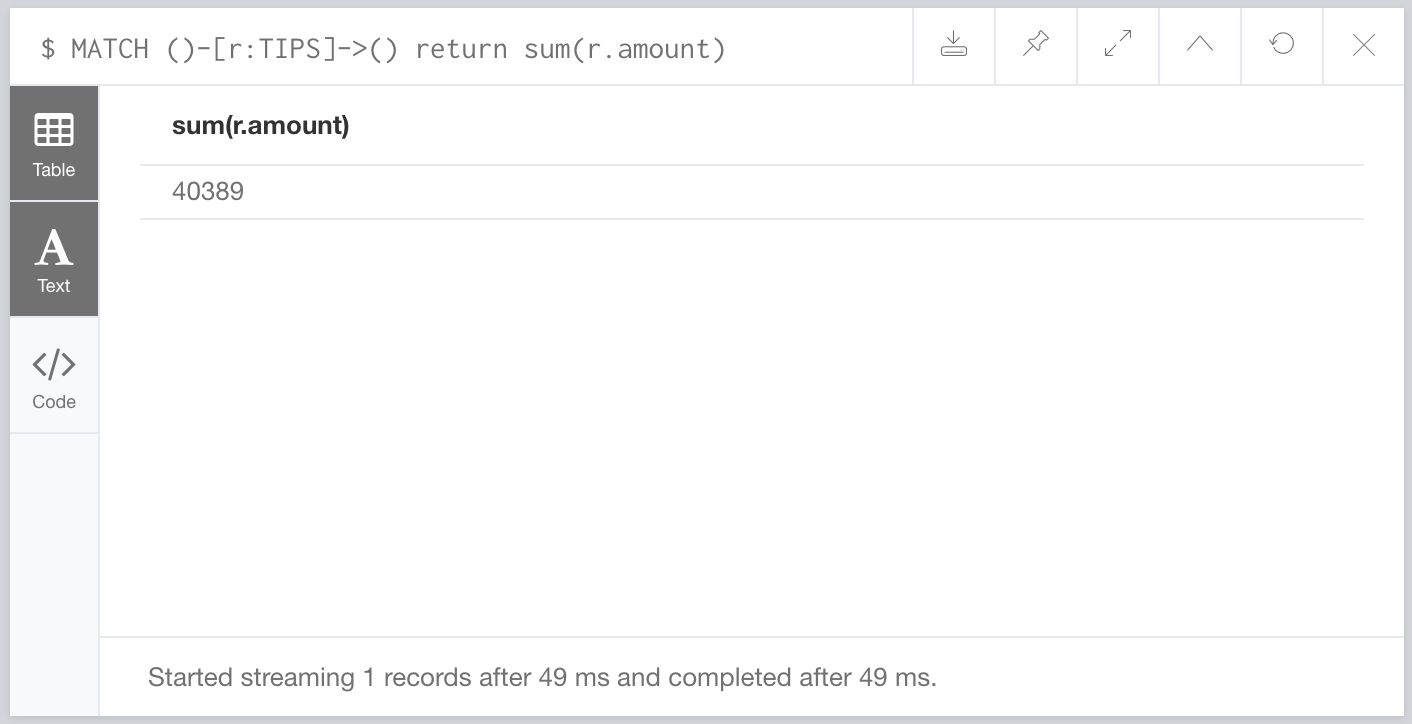 $ MATCH ()-[r:TIPS]->() return sum(r.amount)
Table
Text
Code
sum(r.amount)
40389
Started streaming 1 records after 49 ms and completed after 49 ms.